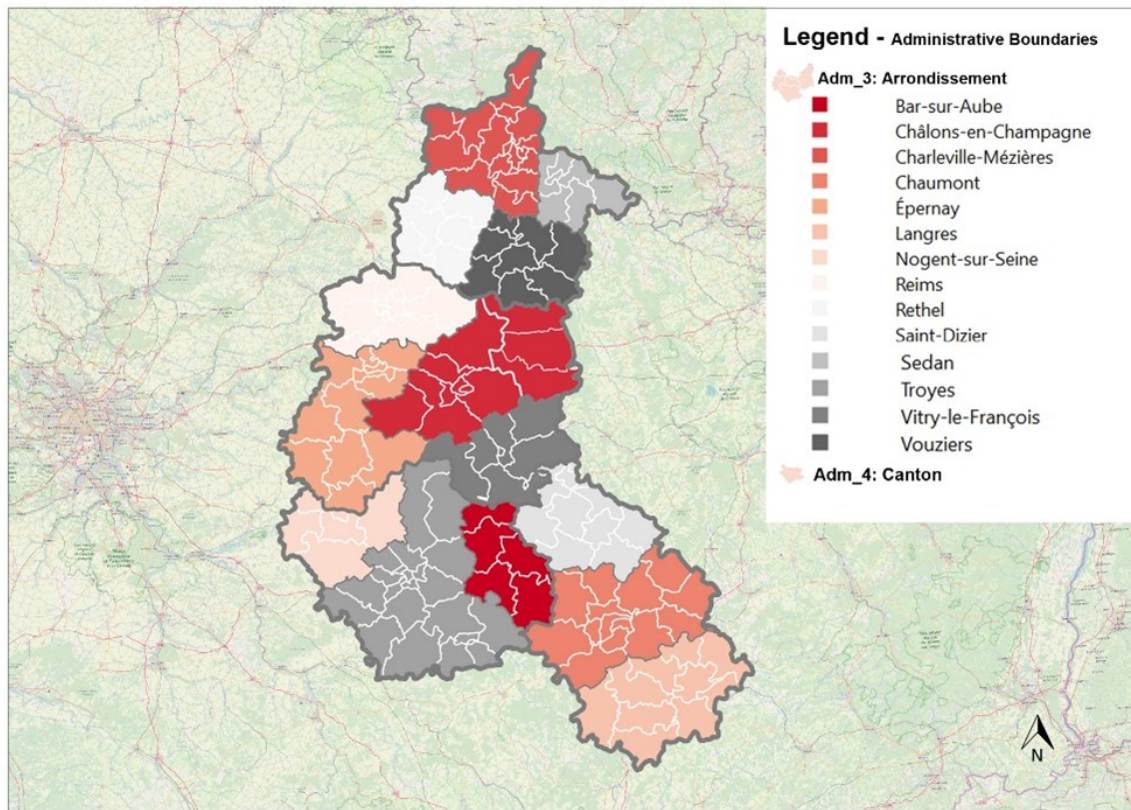 Legend - Administrative Boundaries
Adm_3: Arrondissement
Bar-sur-Aube
Châlons-en-Champagne
Charleville-Mézières
Chaumont
Épernay
Langres
Nogent-sur-Seine
Reims
Rethel
Saint-Dizier
Sedan
Troyes
Vitry-le-François
Vouziers
Adm_4: Canton
N